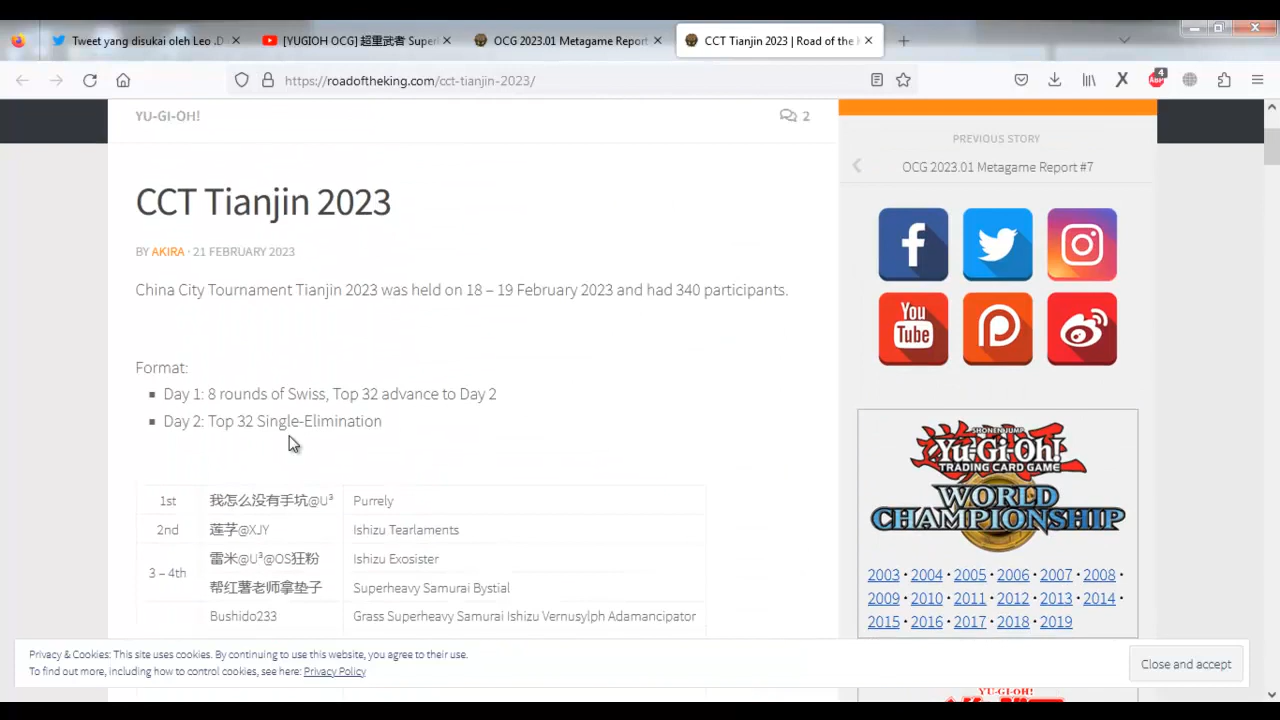 Tweet yang disukai oleh Leo .D
[YUGIOH OCG] 超重武者 Super
OCG 2023.01 Metagame Report
CCT Tianjin 2023 | Road of the
https://roadoftheking.com/cct-tianjin-2023/
4
YU-GI-OH!
2
CCT Tianjin 2023
BY AKIRA · 21 FEBRUARY 2023
China City Tournament Tianjin 2023 was held on 18 – 19 February 2023 and had 340 participants.
Format:
Day 1: 8 rounds of Swiss, Top 32 advance to Day 2
Day 2: Top 32 Single-Elimination
1st 我怎么没有手坑@U³ Purrely
2nd 莲芓@XJY Ishizu Tearlaments
3 – 4th
雷米@U³@OS狂粉 Ishizu Exosister
帮红薯老师拿垫子 Superheavy Samurai Bystial
Bushido233 Grass Superheavy Samurai Ishizu Vernusylph Adamancipator
PREVIOUS STORY
OCG 2023.01 Metagame Report #7
You
Tube
SHONEN JUMP
Yu-Gi-Oh!
TRADING CARD GAME
WORLD
CHAMPIONSHIP
2003 • 2004 • 2005 • 2006 • 2007 • 2008 •
2009 • 2010 • 2011 • 2012 • 2013 • 2014 •
2015 • 2016 • 2017 • 2018 • 2019
YU-GI-OH!
Privacy & Cookies: This site uses cookies. By continuing to use this website, you agree to their use.
To find out more, including how to control cookies, see here: Privacy Policy
Close and accept